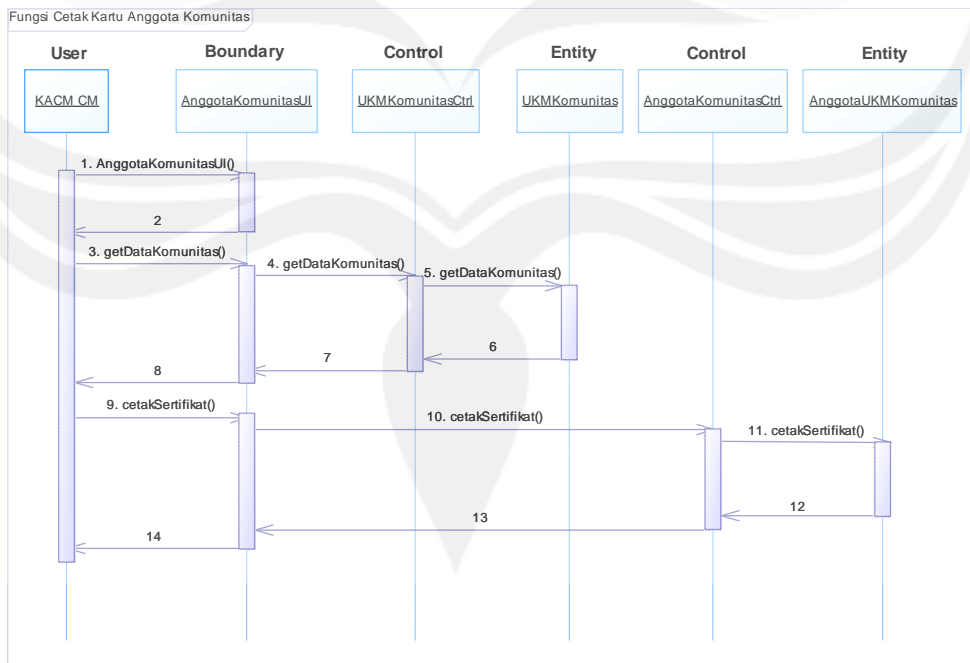 Fungsi Cetak Kartu Anggota Komunitas
User Boundary Control Entity Control Entity
KACM CM AnggotaKomunitasUI UKMKomunitasCtrl UKMKomunitas AnggotaKomunitasCtrl AnggotaUKMKomunitas
1. AnggotaKomunitasUI()
2
3. getDataKomunitas()
4. getDataKomunitas()
5. getDataKomunitas()
6
7
8
9. cetakSertifikat()
10. cetakSertifikat()
11. cetakSertifikat()
12
13
14